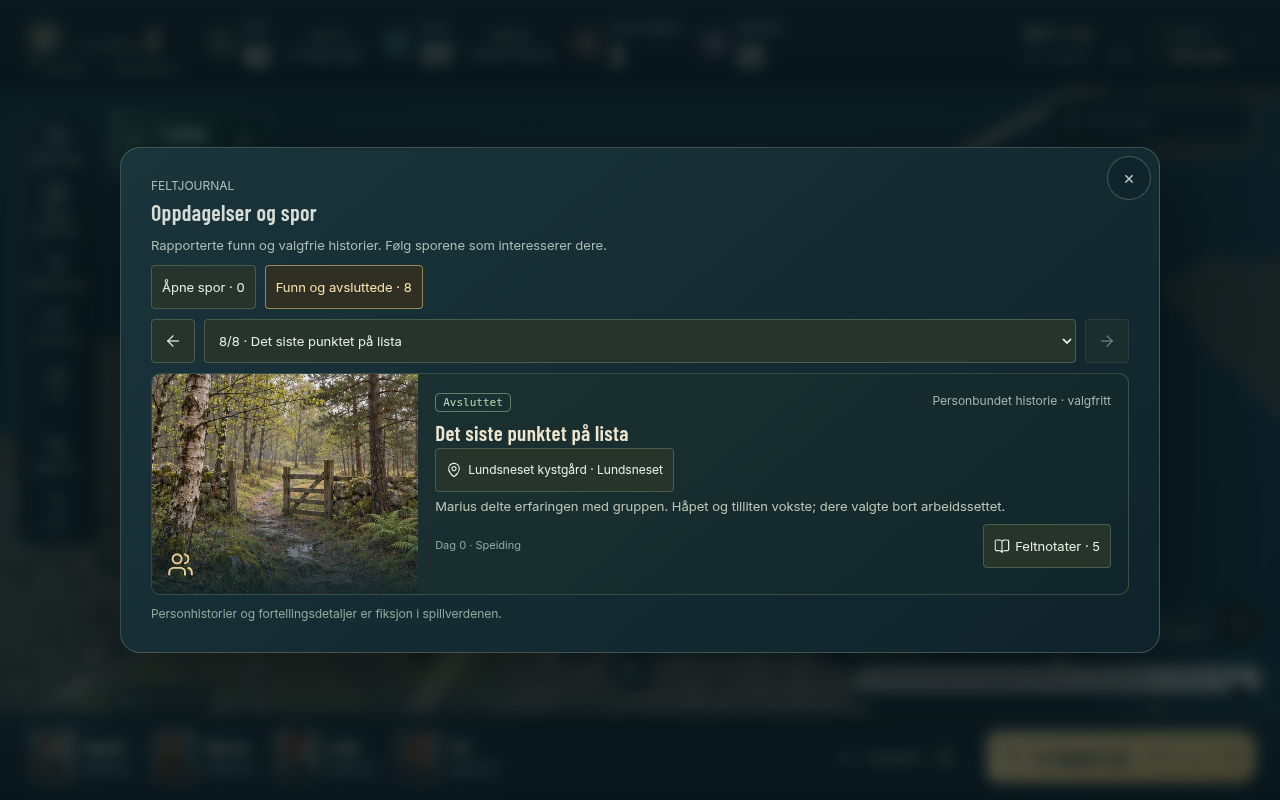 FELTJOURNAL
Oppdagelser og spor
Rapporterte funn og valgfrie historier. Følg sporene som interesserer dere.
Åpne spor · 0
Funn og avsluttede · 8
8/8 · Det siste punktet på lista
Avsluttet
Personbundet historie · valgfritt
Det siste punktet på lista
Lundsneset kystgård · Lundsneset
Marius delte erfaringen med gruppen. Håpet og tilliten vokste; dere valgte bort arbeidssettet.
Dag 0 · Speiding
Feltnotater · 5
Personhistorier og fortellingsdetaljer er fiksjon i spillverdenen.